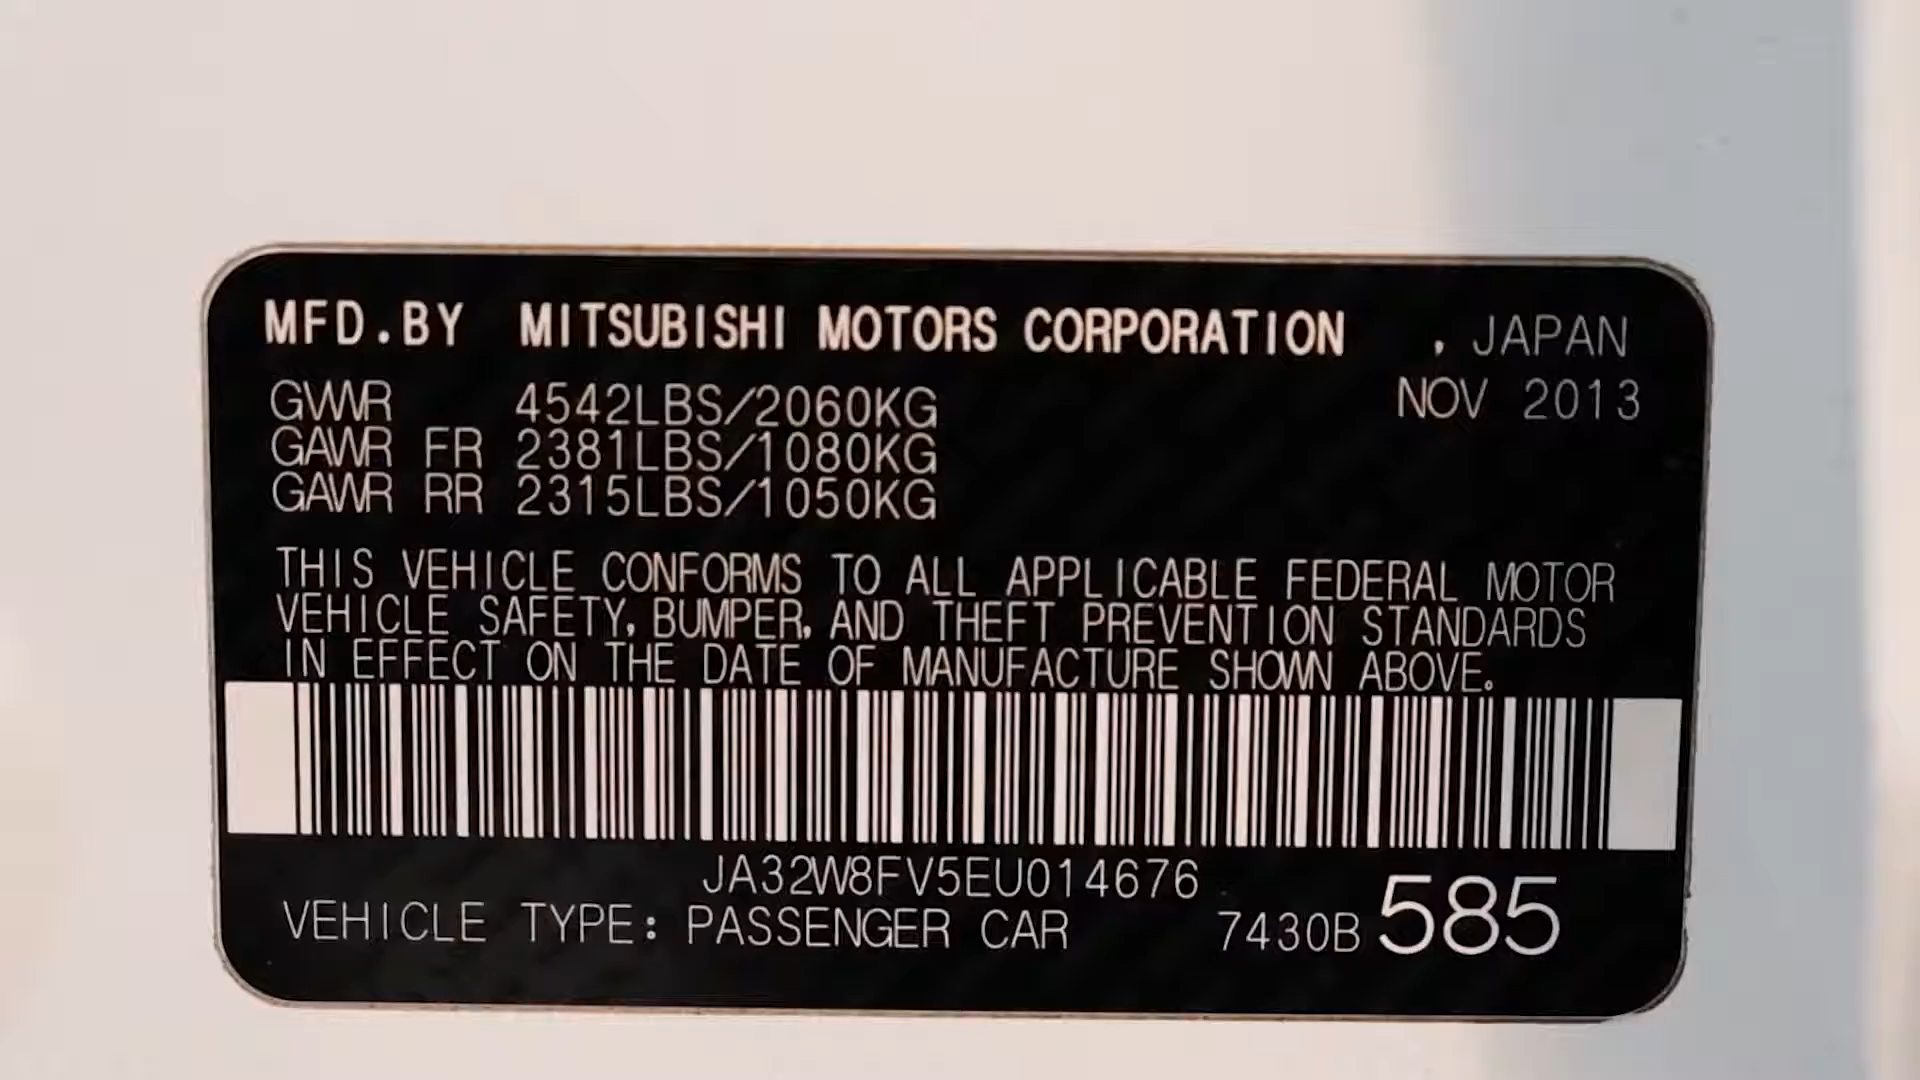 MFD.BY MITSUBISHI MOTORS CORPORATION , JAPAN
GVWR 4542LBS/2060KG NOV 2013
GAWR FR 2381LBS/1080KG
GAWR RR 2315LBS/1050KG
THIS VEHICLE CONFORMS TO ALL APPLICABLE FEDERAL MOTOR
VEHICLE SAFETY, BUMPER, AND THEFT PREVENTION STANDARDS
IN EFFECT ON THE DATE OF MANUFACTURE SHOWN ABOVE.
JA32W8FV5EU014676
VEHICLE TYPE: PASSENGER CAR 7430B 585